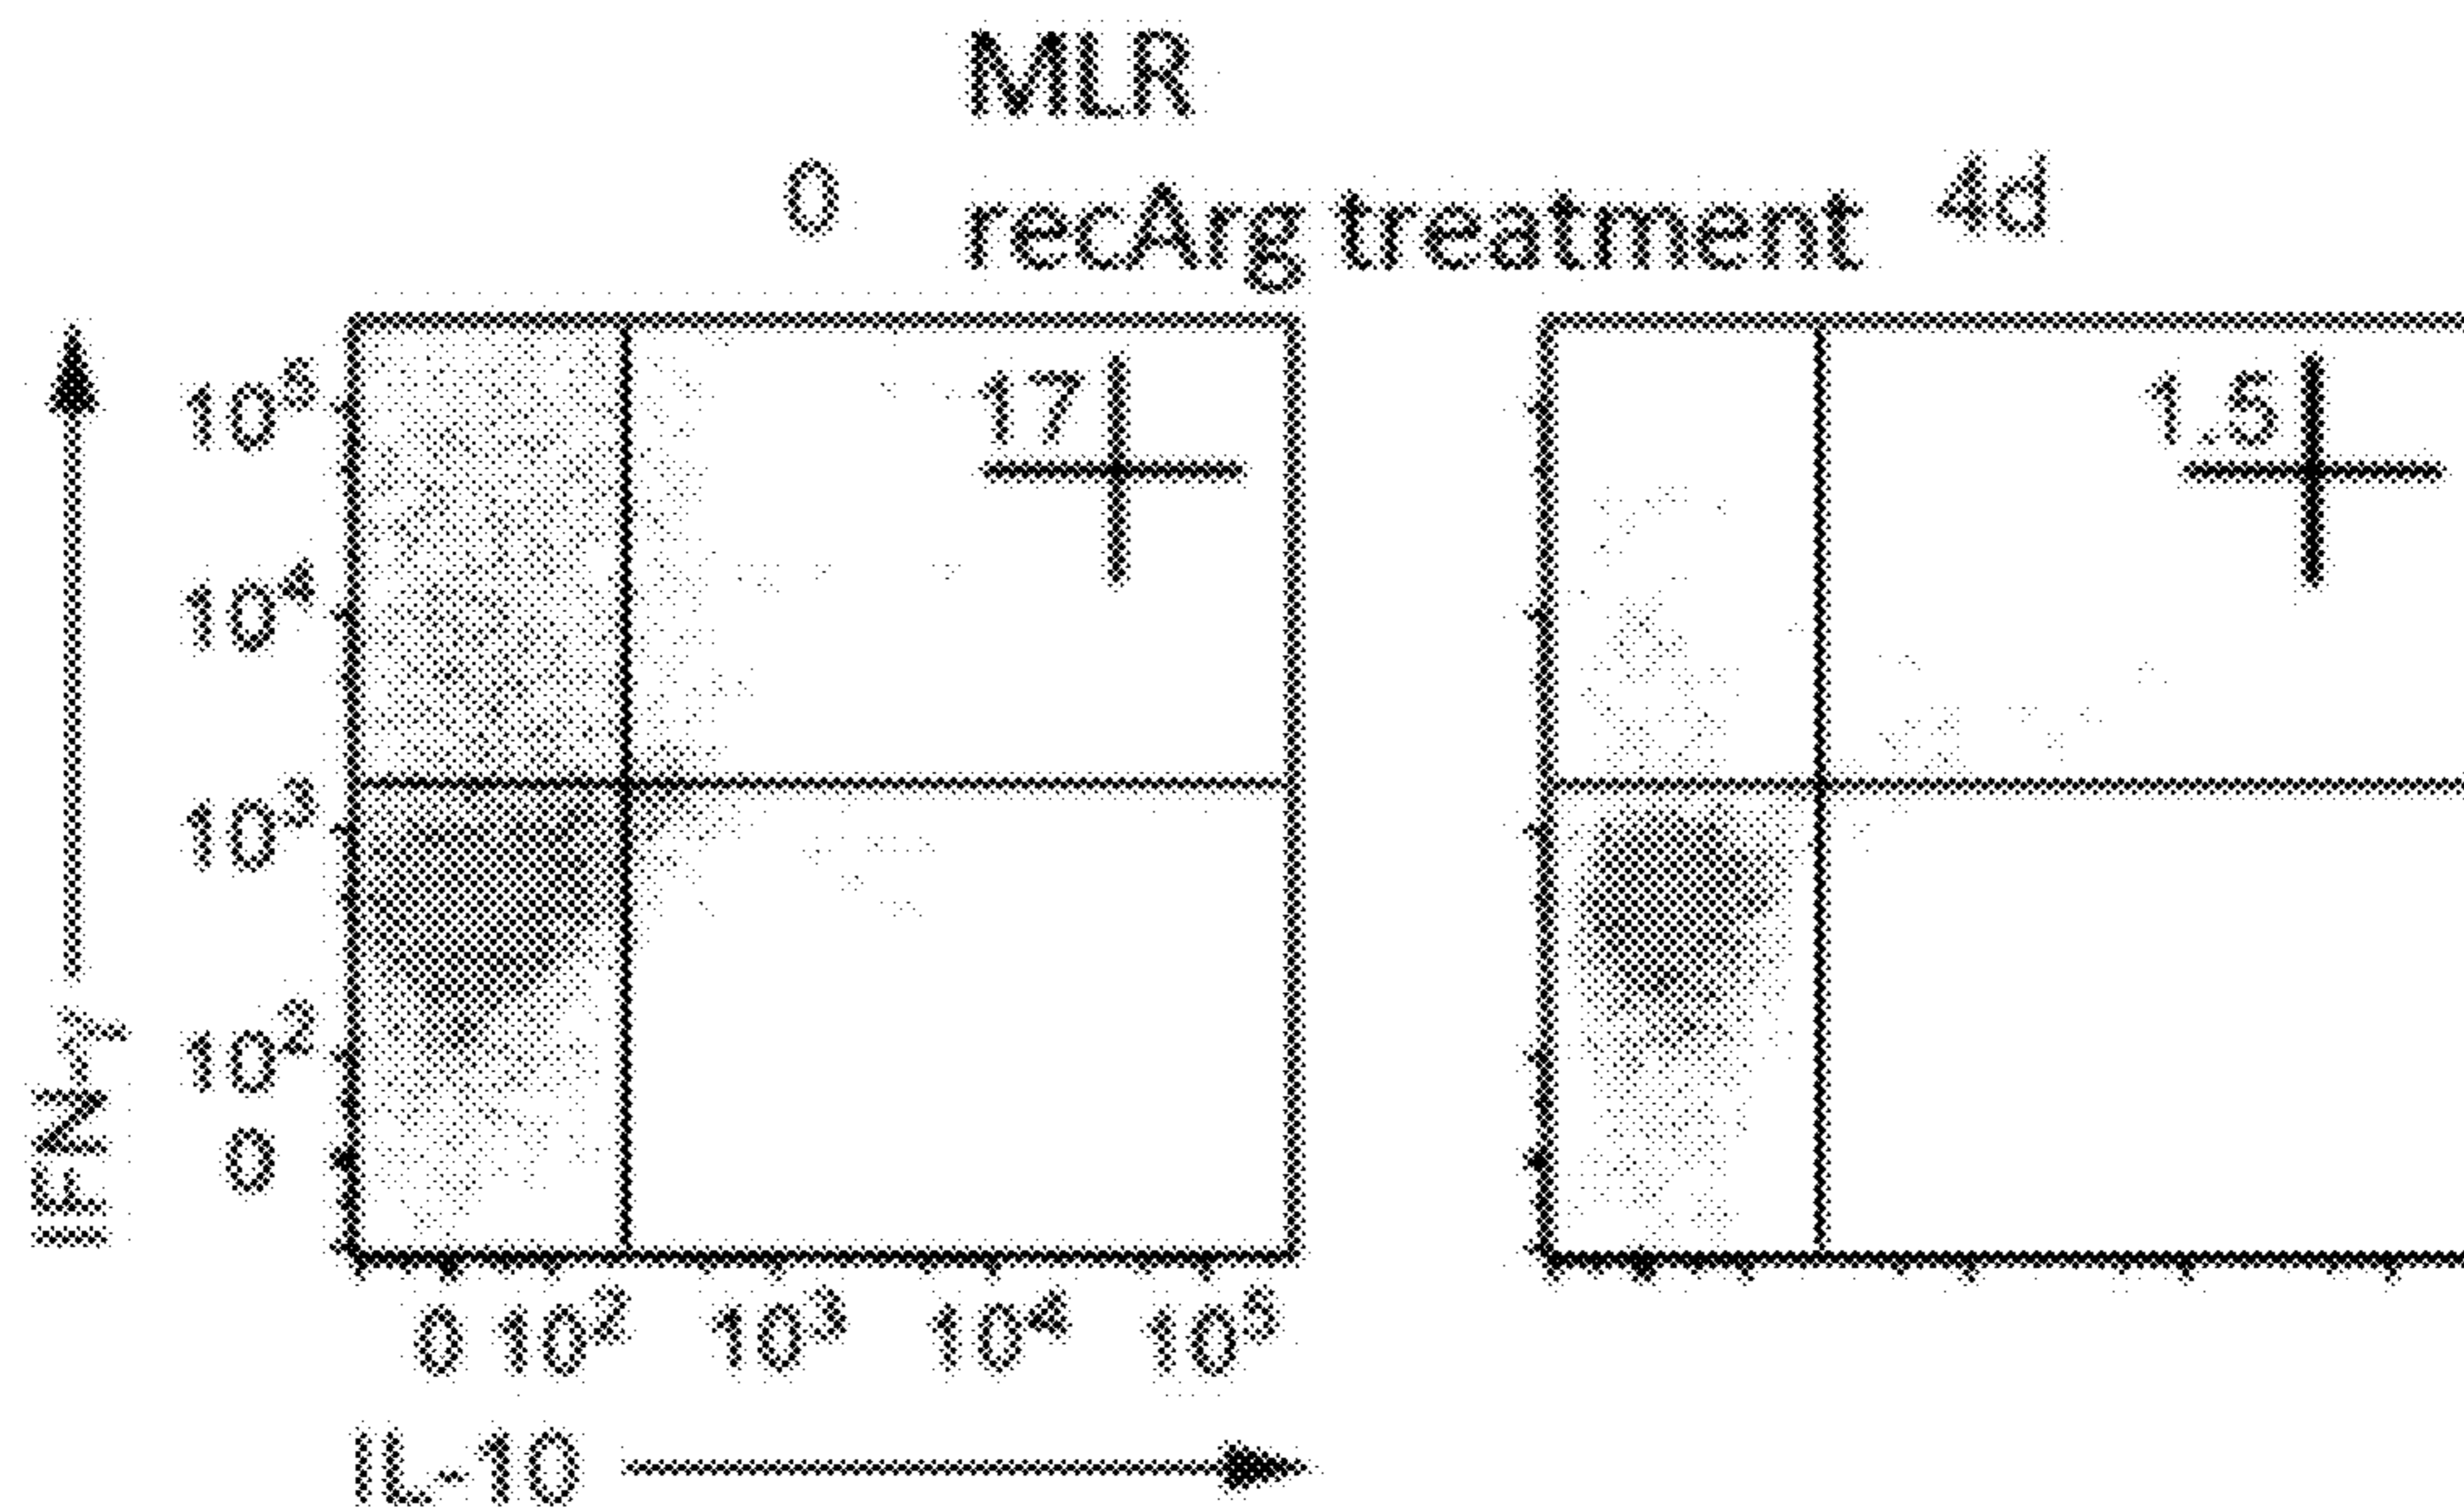 MLR
0 recArg treatment 4d
10⁵
17
1.5
10⁴
10³
10²
0
IFN-γ
0 10² 10³ 10⁴ 10⁵
IL-10